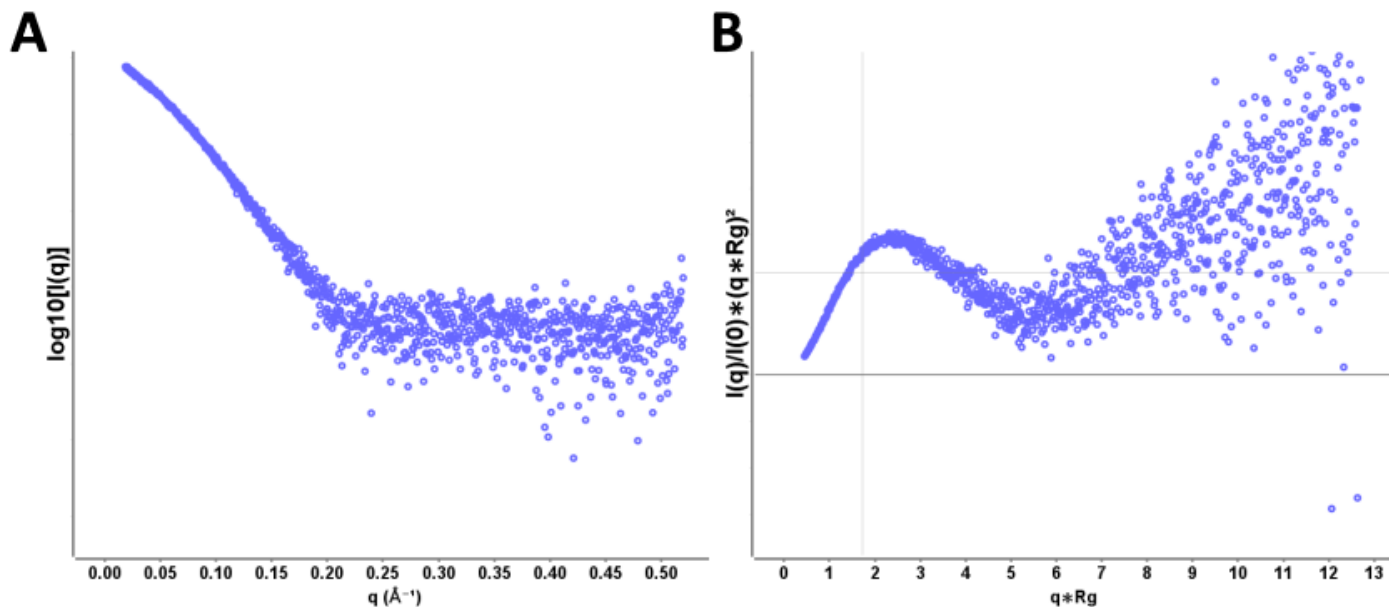 A
log10[I(q)]
0.00 0.05 0.10 0.15 0.20 0.25 0.30 0.35 0.40 0.45 0.50
q (Å⁻¹)
B
I(q)/I(0)∗(q∗Rg)²
0 1 2 3 4 5 6 7 8 9 10 11 12 13
q∗Rg